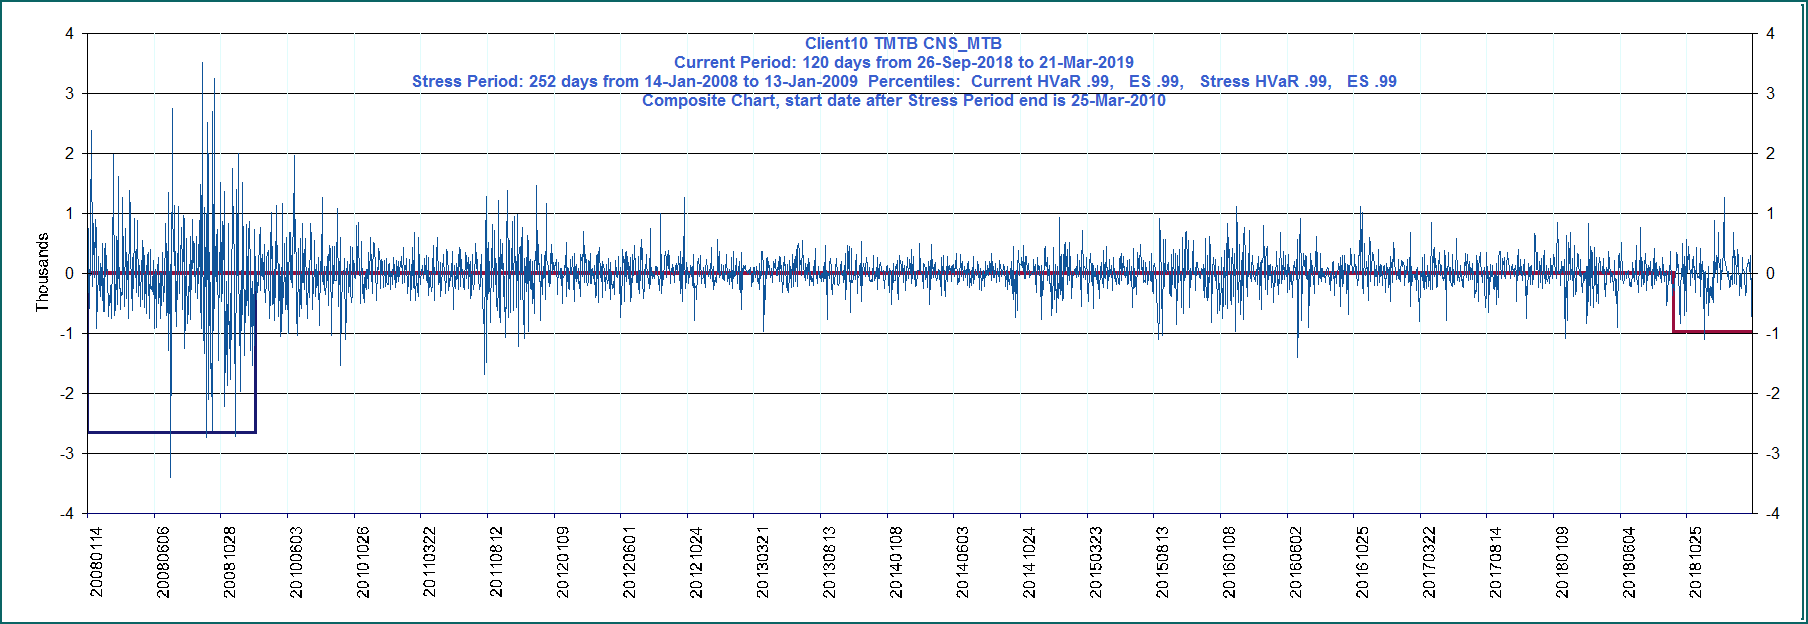 Client10 TMTB CNS_MTB
Current Period: 120 days from 26-Sep-2018 to 21-Mar-2019
Stress Period: 252 days from 14-Jan-2008 to 13-Jan-2009  Percentiles:  Current HVaR .99,   ES .99,   Stress HVaR .99,   ES .99
Composite Chart, start date after Stress Period end is 25-Mar-2010
Thousands
4 4
3 3
2 2
1 1
0 0
-1 -1
-2 -2
-3 -3
-4 -4
20080114 20080606 20081028 20100603 20101026 20110322 20110812 20120109 20120601 20121024 20130321 20130813 20140108 20140603 20141024 20150323 20150813 20160108 20160602 20161025 20170322 20170814 20180109 20180604 20181025